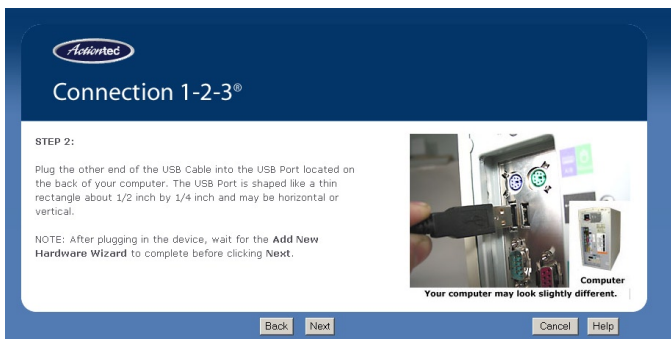 Actiontec
Connection 1-2-3®
STEP 2:
Plug the other end of the USB Cable into the USB Port located on
the back of your computer. The USB Port is shaped like a thin
rectangle about 1/2 inch by 1/4 inch and may be horizontal or
vertical.
NOTE: After plugging in the device, wait for the Add New
Hardware Wizard to complete before clicking Next.
Computer
Your computer may look slightly different.
Back Next Cancel Help